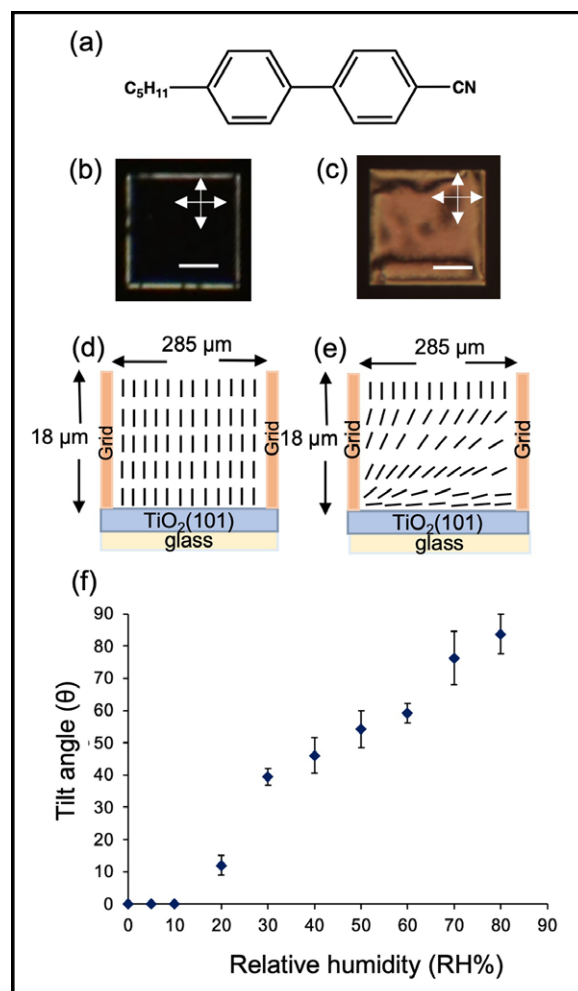 (a)
C₅H₁₁ CN
(b) (c)
(d) 285 µm (e) 285 µm
18 µm Grid Grid 18 µm Grid Grid
TiO₂(101) TiO₂(101)
glass glass
(f)
Tilt angle (θ)
90
80
70
60
50
40
30
20
10
0
0 10 20 30 40 50 60 70 80 90
Relative humidity (RH%)